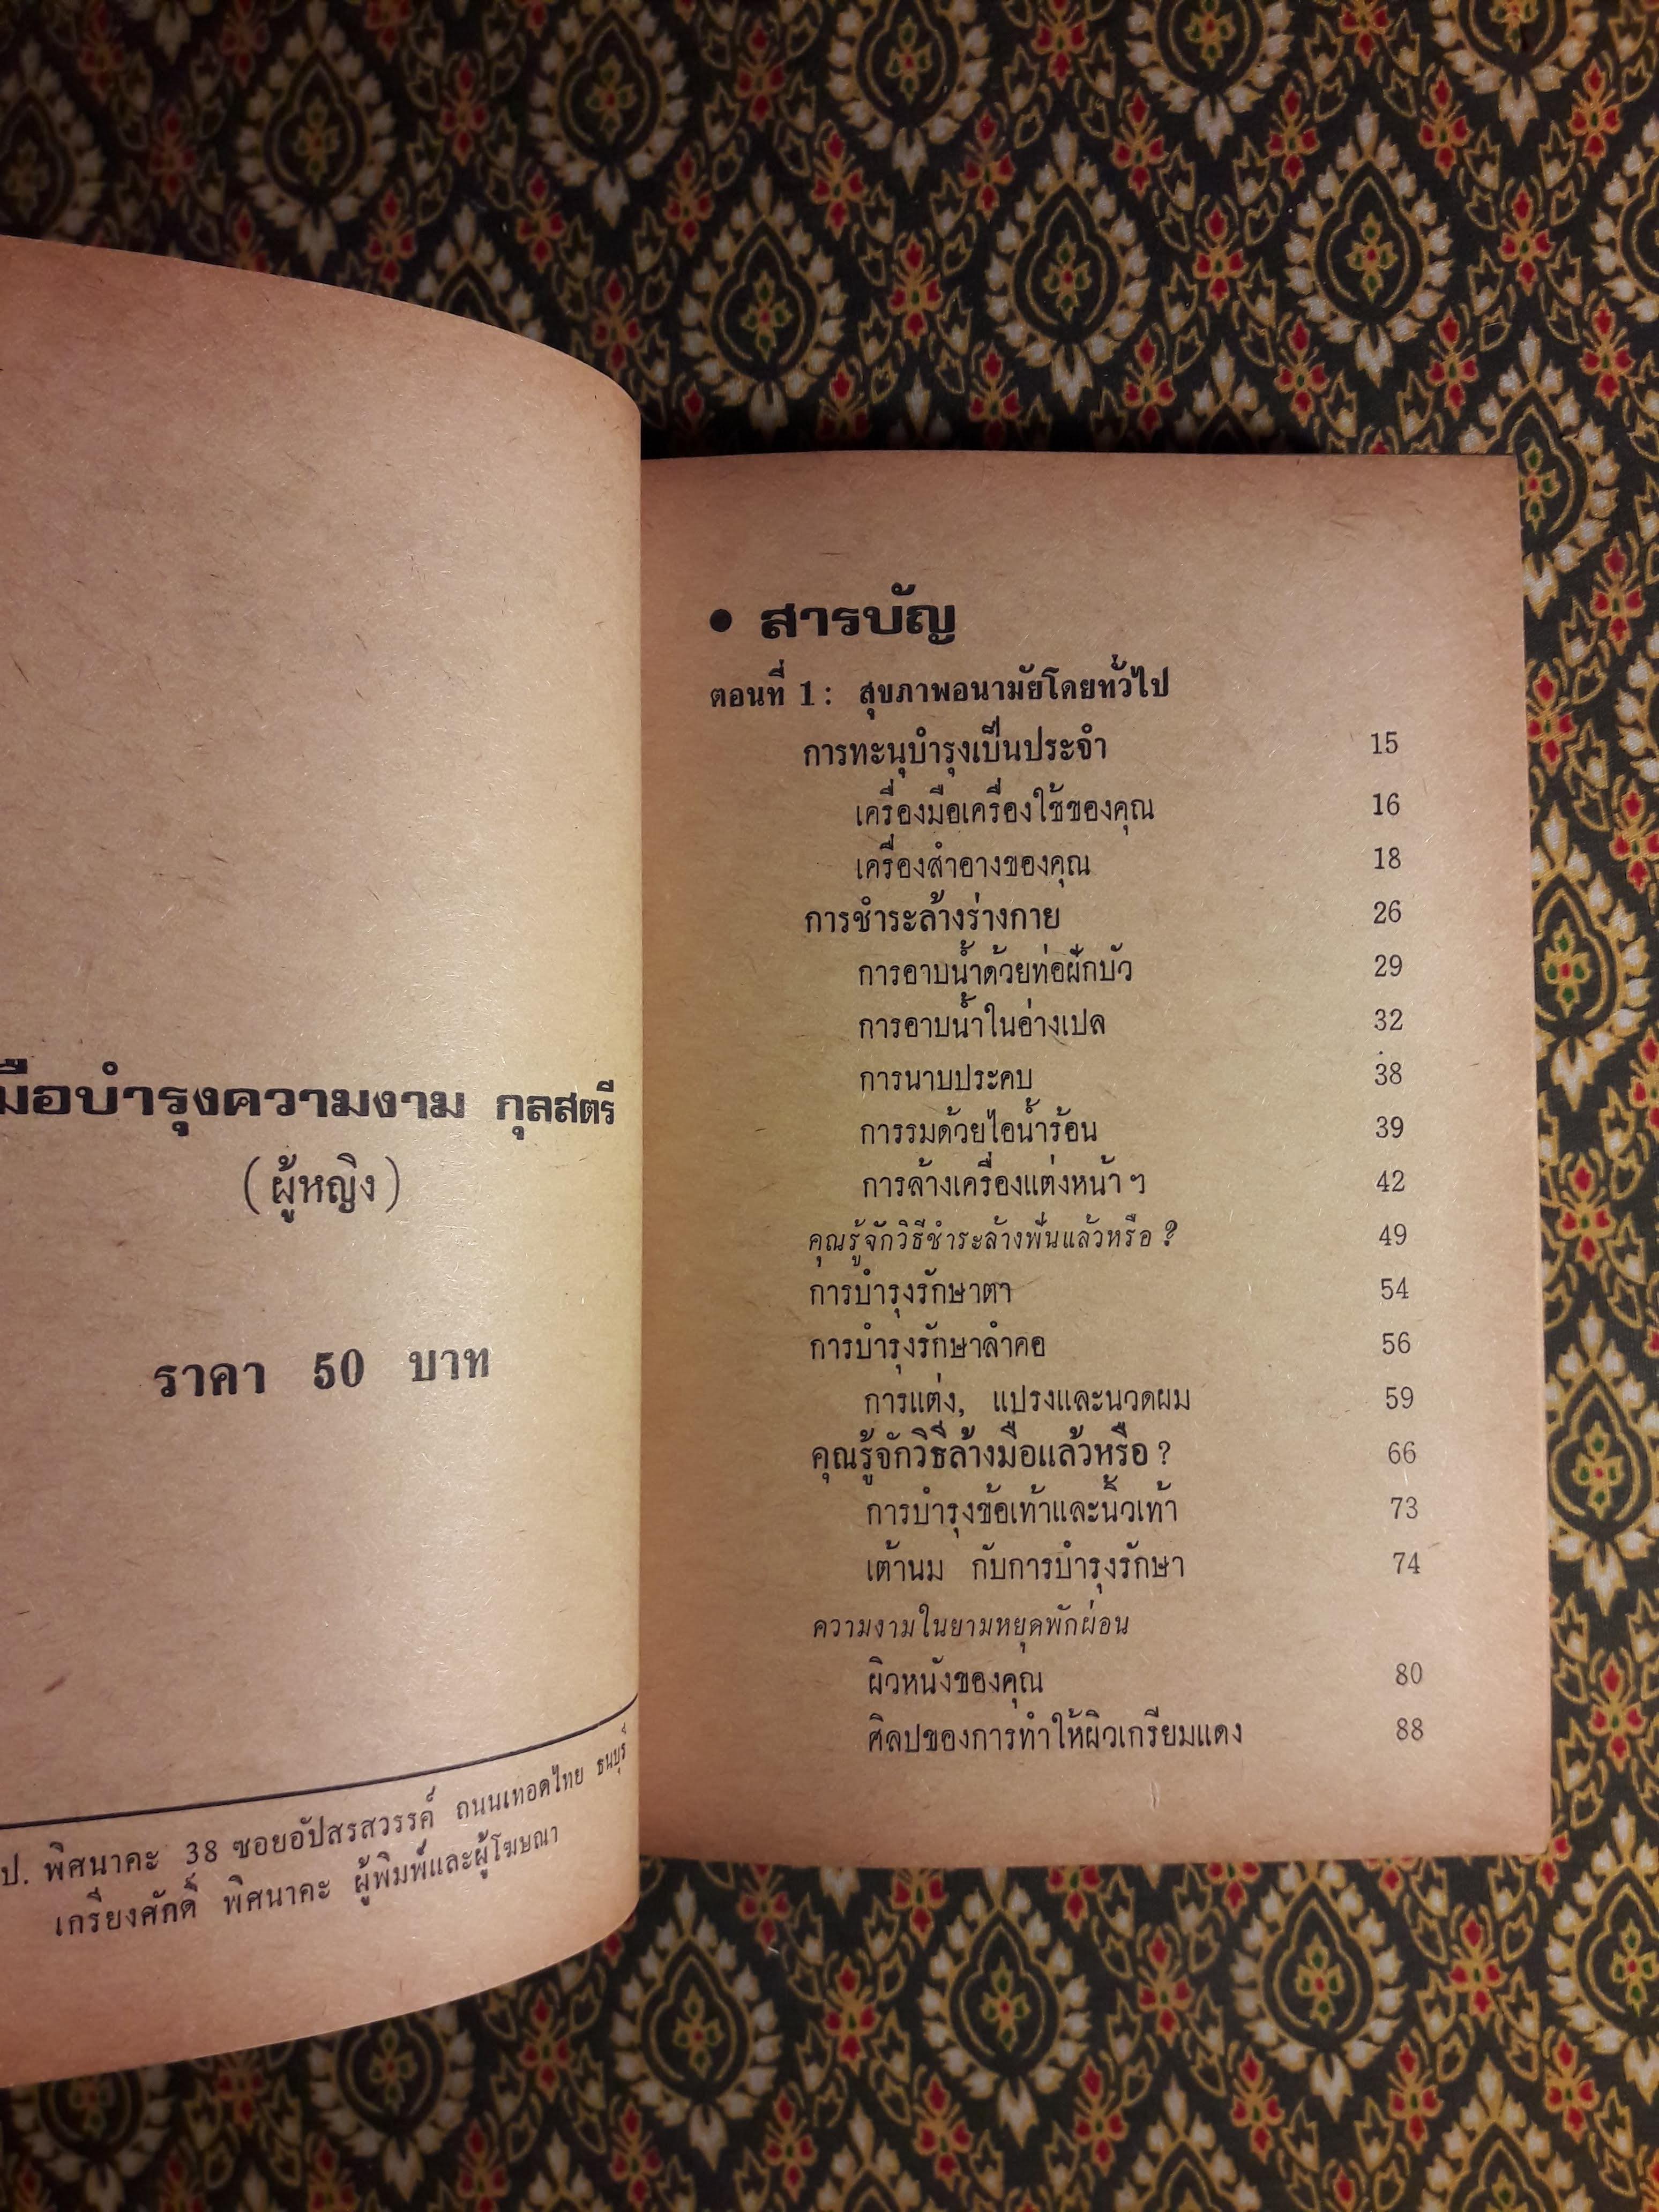 มือบำรุงความงาม กุลสตรี
(ผู้หญิง)
ราคา 50 บาท
ป. พิศนาคะ 38 ซอยอัปสรสวรรค์ ถนนเทอดไทย ธนบุรี
เกรียงศักดิ์ พิศนาคะ ผู้พิมพ์และผู้โฆษณา
• สารบัญ
ตอนที่ 1 : สุขภาพอนามัยโดยทั่วไป
การทะนุบำรุงเป็นประจำ 15
เครื่องมือเครื่องใช้ของคุณ 16
เครื่องสำอางของคุณ 18
การชำระล้างร่างกาย 26
การอาบน้ำด้วยท่อฝักบัว 29
การอาบน้ำในอ่างเปล 32
การนาบประคบ 38
การรมด้วยไอน้ำร้อน 39
การล้างเครื่องแต่งหน้า ๆ 42
คุณรู้จักวิธีชำระล้างฟันแล้วหรือ ? 49
การบำรุงรักษาตา 54
การบำรุงรักษาลำคอ 56
การแต่ง, แปรงและนวดผม 59
คุณรู้จักวิธีล้างมือแล้วหรือ ? 66
การบำรุงข้อเท้าและนิ้วเท้า 73
เต้านม กับการบำรุงรักษา 74
ความงามในยามหยุดพักผ่อน
ผิวหนังของคุณ 80
ศิลปของการทำให้ผิวเกรียมแดง 88